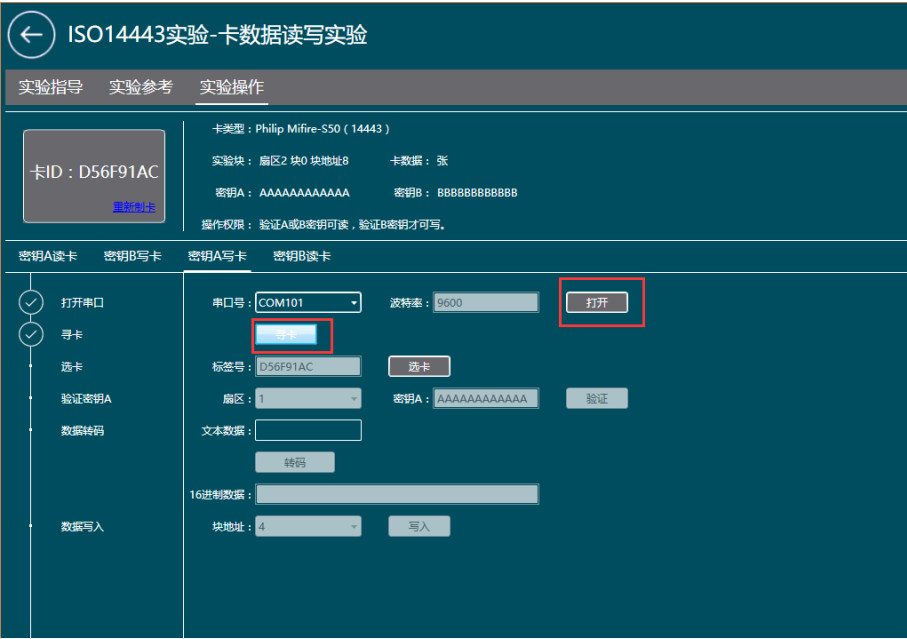 ISO14443实验-卡数据读写实验
实验指导 实验参考 实验操作
卡类型：Philip Mifire-S50（14443）
卡ID：D56F91AC
重新制卡
实验块： 扇区2 块0 块地址8 卡数据： 张
密钥A： AAAAAAAAAAAA 密钥B： BBBBBBBBBBBB
操作权限： 验证A或B密钥可读，验证B密钥才可写。
密钥A读卡 密钥B写卡 密钥A写卡 密钥B读卡
打开串口 串口号：COM101 波特率：9600 打开
寻卡 寻卡
选卡 标签号：D56F91AC 选卡
验证密钥A 扇区：1 密钥A：AAAAAAAAAAAA 验证
数据转码 文本数据：
转码
16进制数据：
数据写入 块地址：4 写入